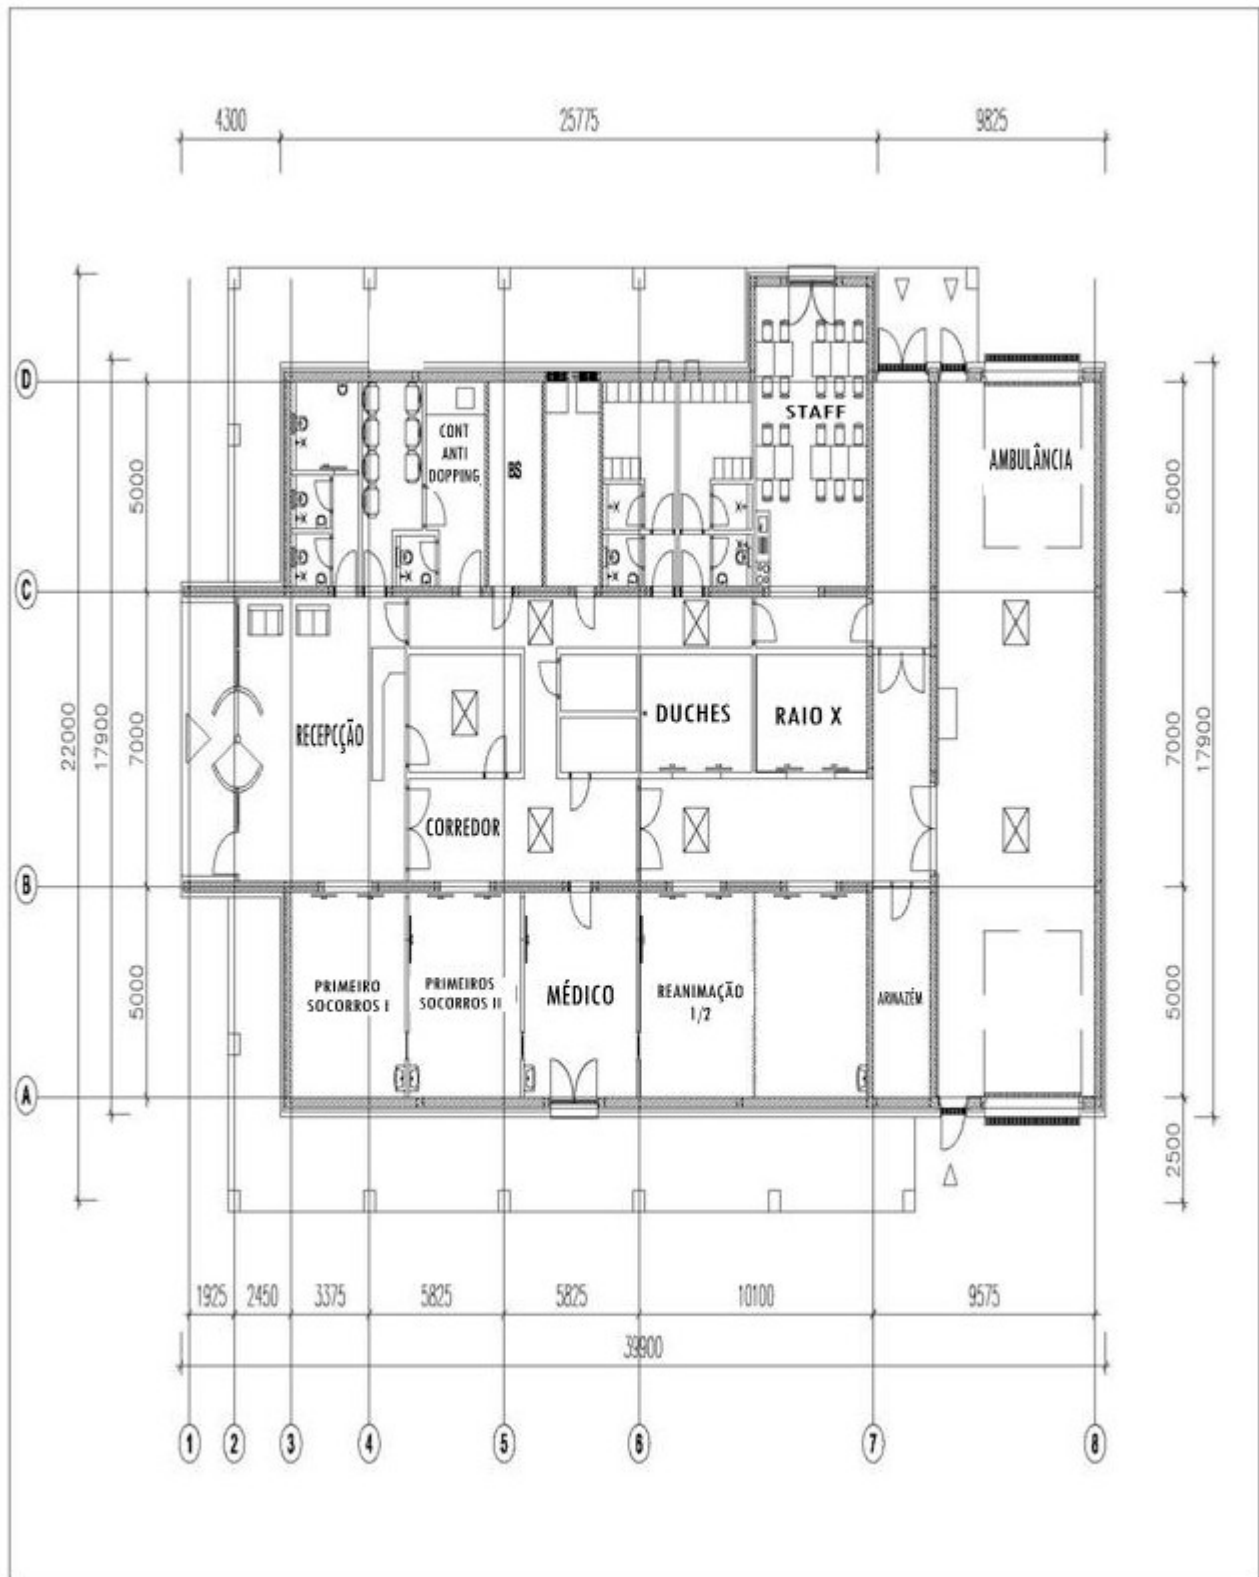 4300
25775
9825
D
CONT
ANTI
DOPPING
BS
STAFF
AMBULÂNCIA
5000
5000
C
22000
17900
7000
RECEPCÇÃO
DUCHES
RAIO X
7000
17900
CORREDOR
B
5000
PRIMEIRO
SOCORROS I
PRIMEIROS
SOCORROS II
MÉDICO
REANIMAÇÃO
1/2
ARMAZÉM
5000
A
2500
1925
2450
3375
5825
5825
10100
9575
39900
1
2
3
4
5
6
7
8